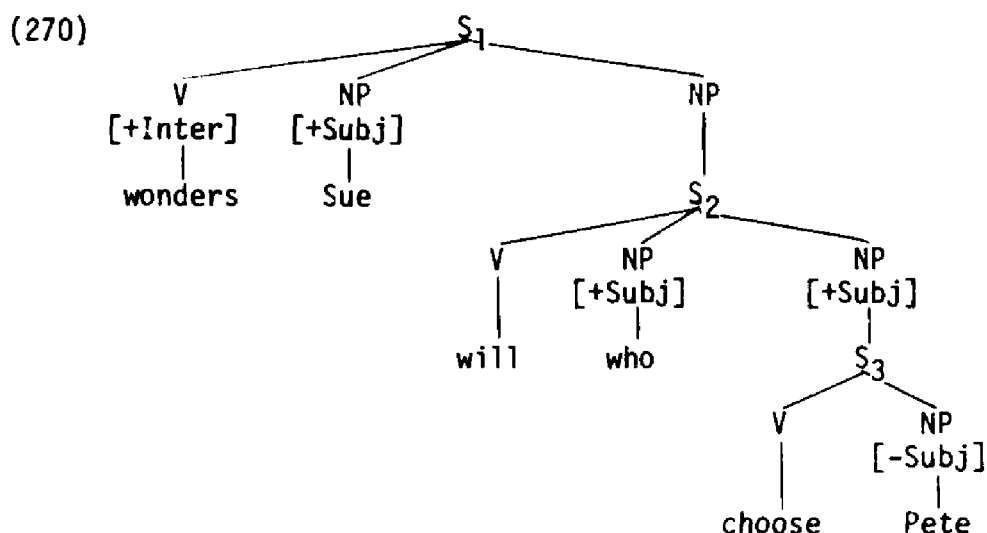 (270)
S1
V NP NP
[+Inter] [+Subj]
wonders Sue
S2
V NP NP
[+Subj] [+Subj]
will who
S3
V NP
[-Subj]
choose Pete